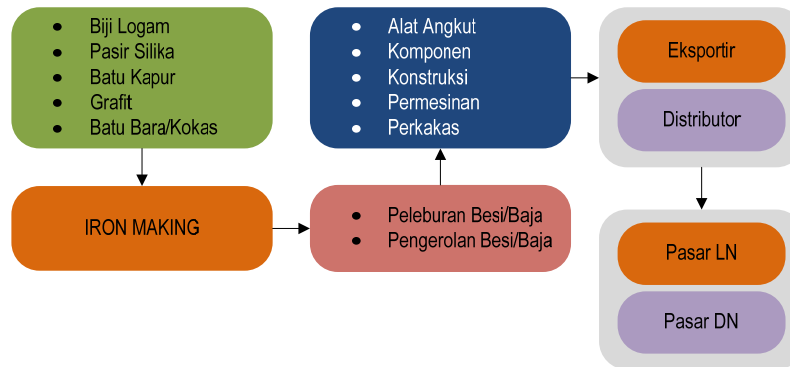 Biji Logam
Pasir Silika
Batu Kapur
Grafit
Batu Bara/Kokas
IRON MAKING
Peleburan Besi/Baja
Pengerolan Besi/Baja
Alat Angkut
Komponen
Konstruksi
Permesinan
Perkakas
Eksportir
Distributor
Pasar LN
Pasar DN